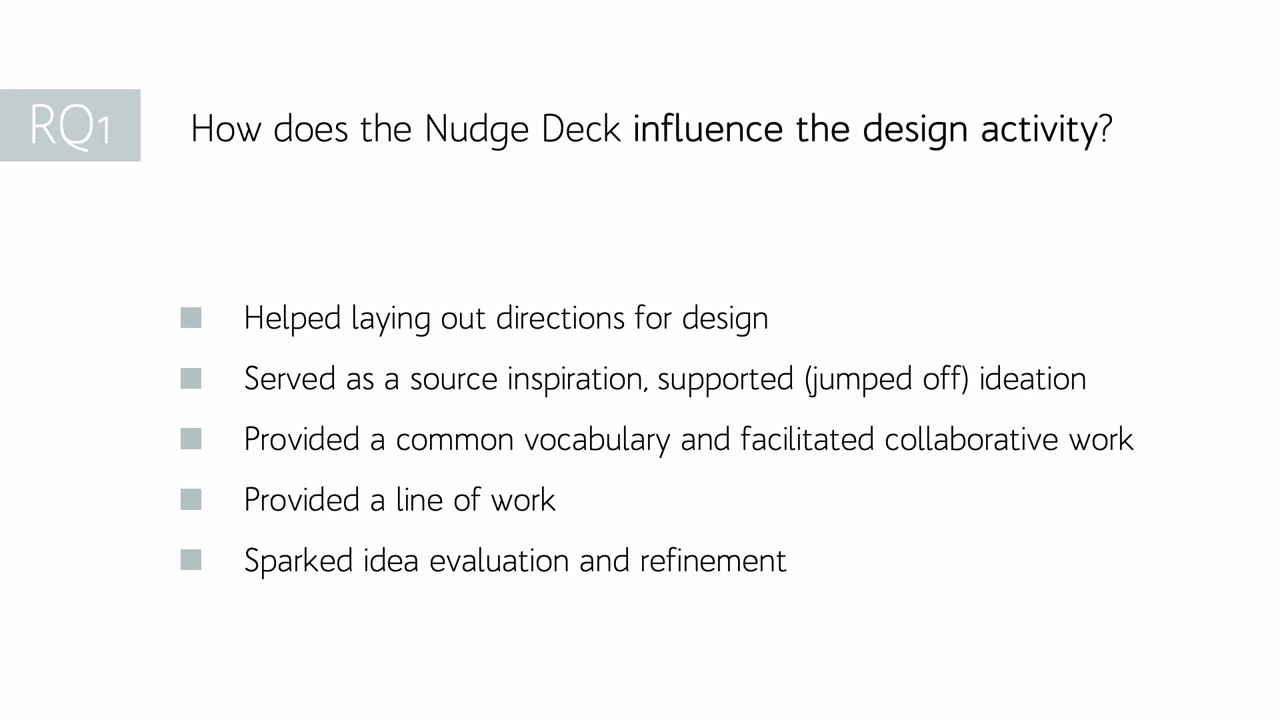 RQ1
How does the Nudge Deck influence the design activity?
Helped laying out directions for design
Served as a source inspiration, supported (jumped off) ideation
Provided a common vocabulary and facilitated collaborative work
Provided a line of work
Sparked idea evaluation and refinement